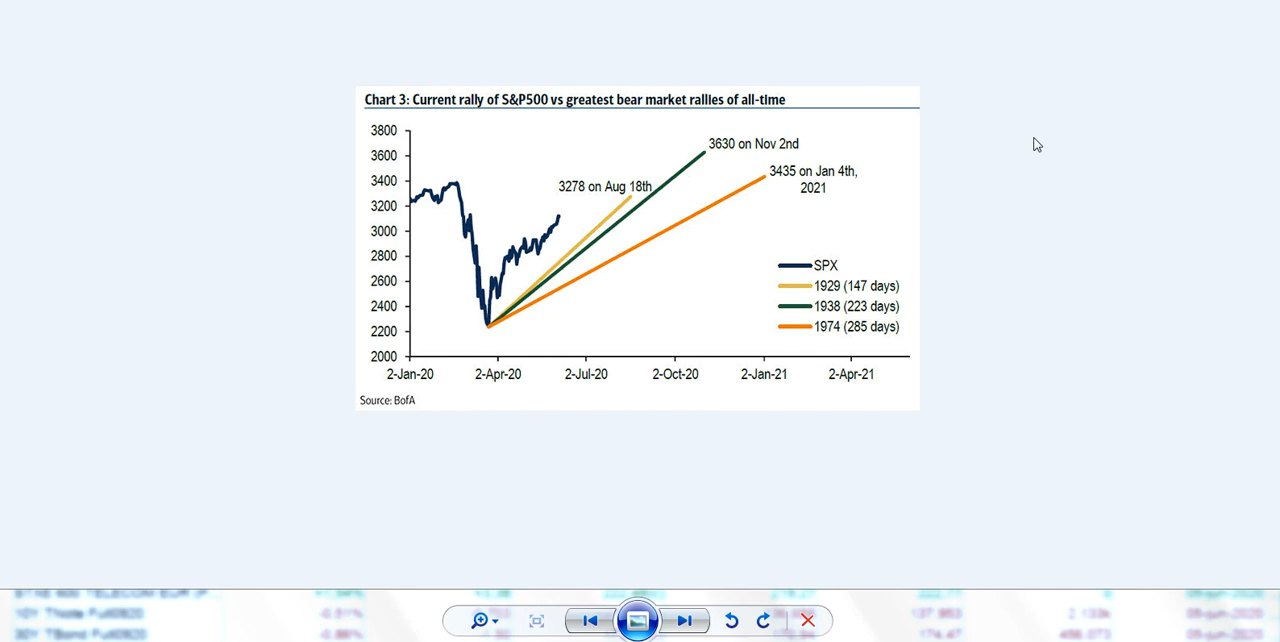 Chart 3: Current rally of S&P500 vs greatest bear market rallies of all-time
3800
3600
3400
3200
3000
2800
2600
2400
2200
2000
3630 on Nov 2nd
3435 on Jan 4th,
2021
3278 on Aug 18th
SPX
1929 (147 days)
1938 (223 days)
1974 (285 days)
2-Jan-20
2-Apr-20
2-Jul-20
2-Oct-20
2-Jan-21
2-Apr-21
Source: BofA